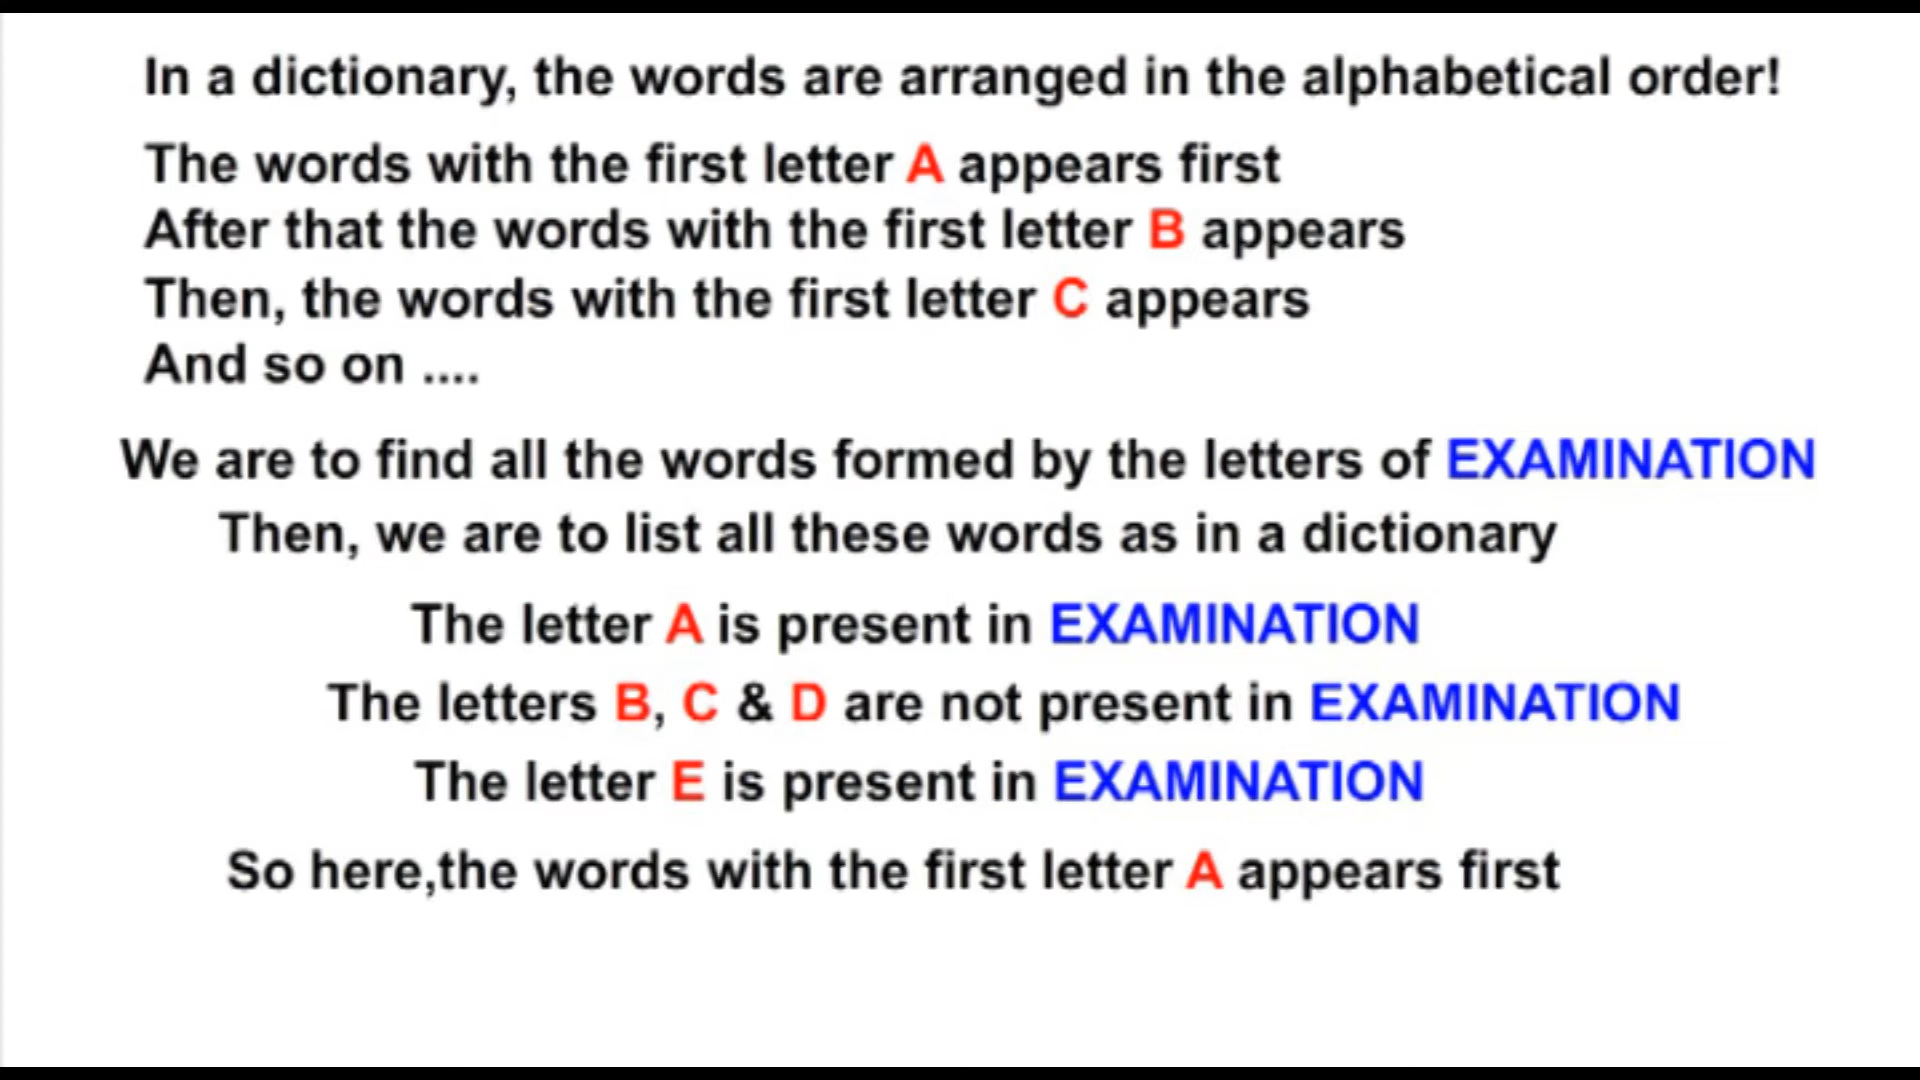 In a dictionary, the words are arranged in the alphabetical order!
The words with the first letter A appears first
After that the words with the first letter B appears
Then, the words with the first letter C appears
And so on ....
We are to find all the words formed by the letters of EXAMINATION
Then, we are to list all these words as in a dictionary
The letter A is present in EXAMINATION
The letters B, C & D are not present in EXAMINATION
The letter E is present in EXAMINATION
So here,the words with the first letter A appears first